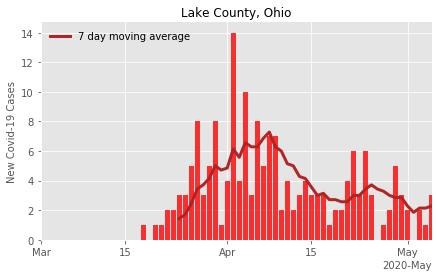 Lake County, Ohio
7 day moving average
New Covid-19 Cases
14
12
10
8
6
4
2
0
Mar 15 Apr 15 May
2020-May